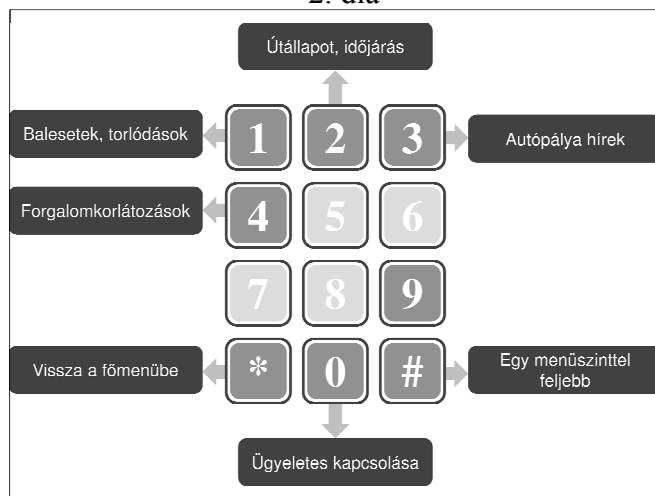 2. dia
Útállapot, időjárás
Balesetek, torlódások
1
2
3
Autópálya hírek
Forgalomkorlátozások
4
5
6
7
8
9
Vissza a főmenübe
*
0
#
Egy menüszinttel
feljebb
Ügyeletes kapcsolása